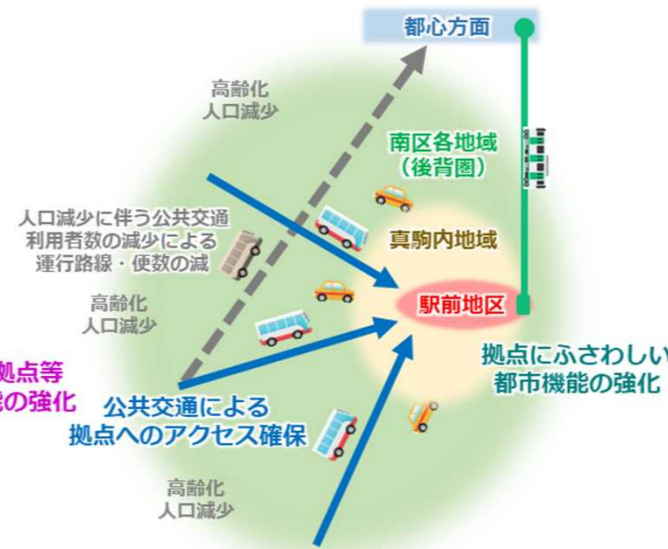 都心方面
高齢化
人口減少
南区各地域
（後背圏）
人口減少に伴う公共交通
利用者数の減少による
運行路線・便数の減
真駒内地域
高齢化
人口減少
駅前地区
拠点にふさわしい
都市機能の強化
拠点等
の強化
公共交通による
拠点へのアクセス確保
高齢化
人口減少